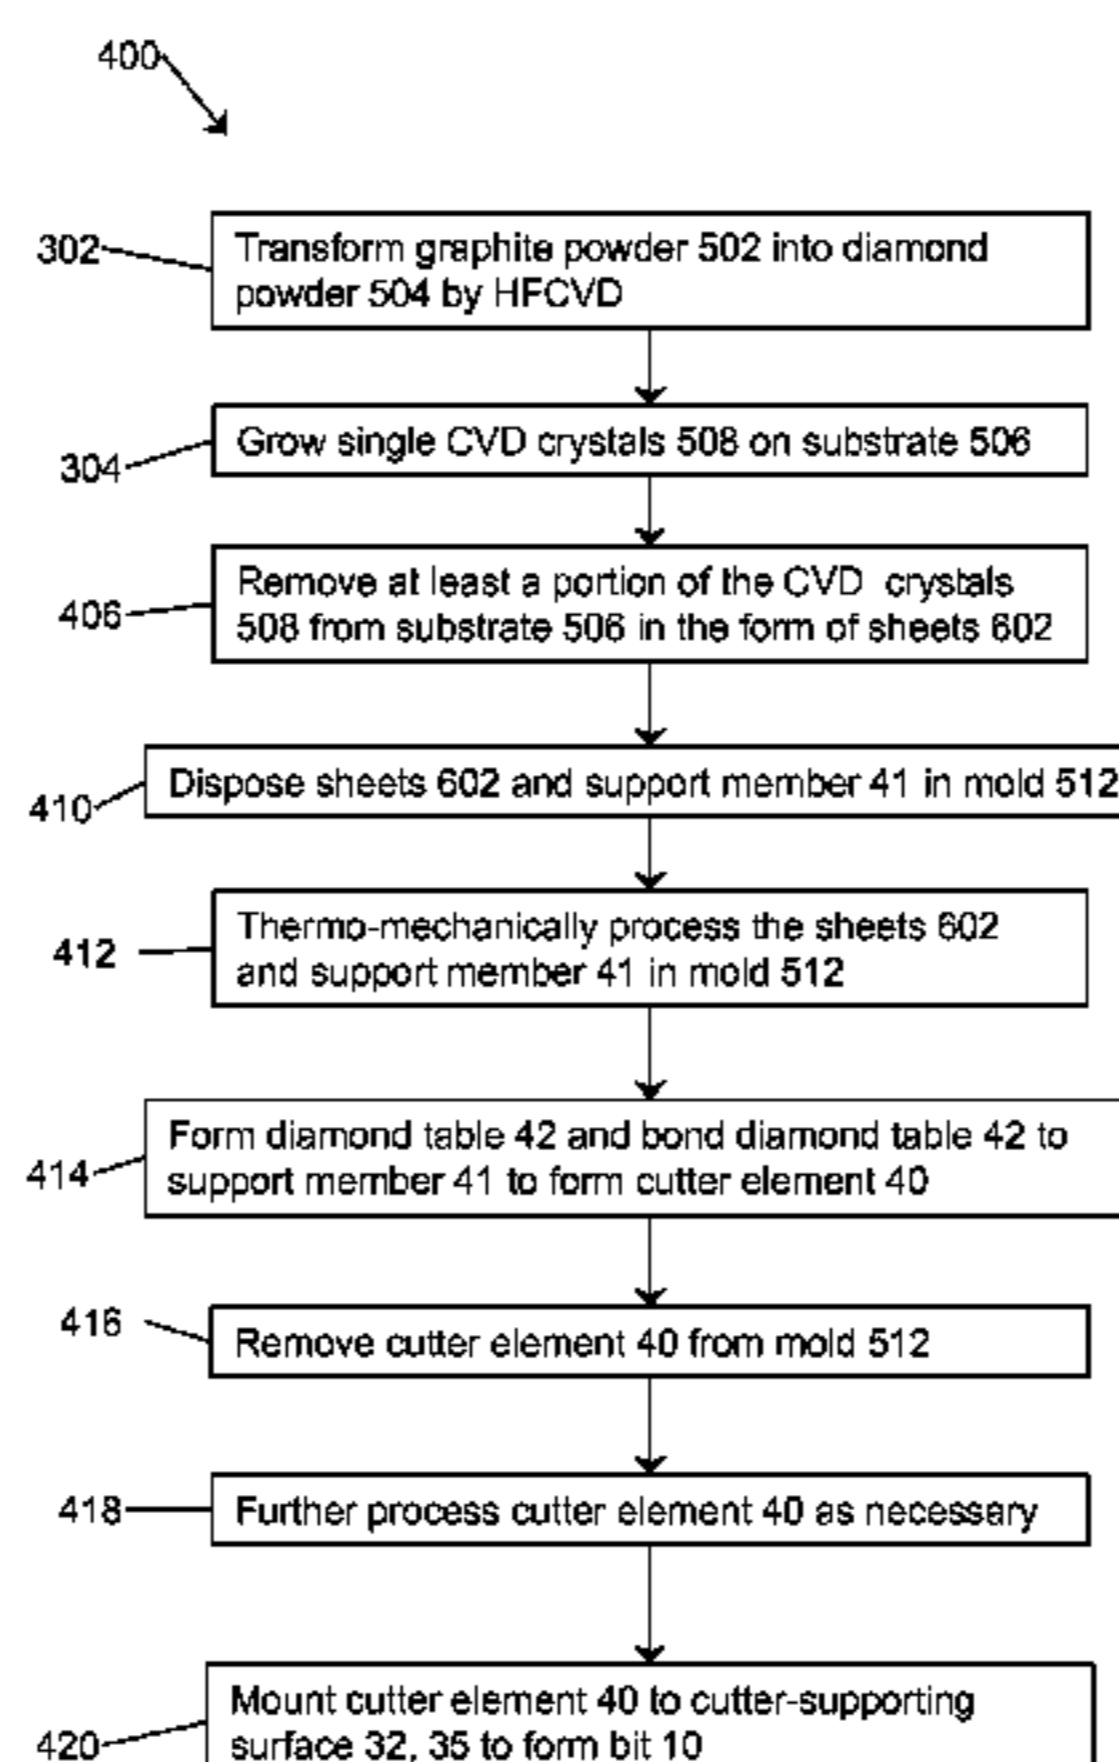 400
302
Transform graphite powder 502 into diamond
powder 504 by HFCVD
304
Grow single CVD crystals 508 on substrate 506
406
Remove at least a portion of the CVD crystals
508 from substrate 506 in the form of sheets 602
410
Dispose sheets 602 and support member 41 in mold 512
412
Thermo-mechanically process the sheets 602
and support member 41 in mold 512
414
Form diamond table 42 and bond diamond table 42 to
support member 41 to form cutter element 40
416
Remove cutter element 40 from mold 512
418
Further process cutter element 40 as necessary
420
Mount cutter element 40 to cutter-supporting
surface 32, 35 to form bit 10